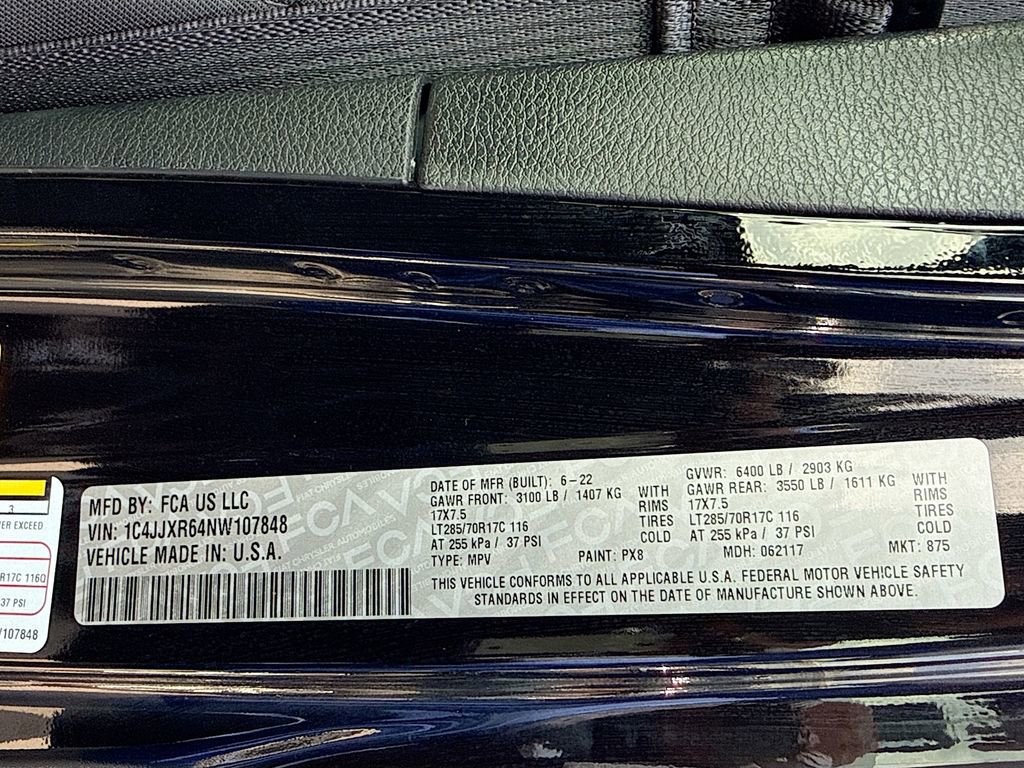 3
VER EXCEED
R17C 116Q
37 PSI
W107848
MFD BY: FCA US LLC
VIN: 1C4JJXR64NW107848
VEHICLE MADE IN: U.S.A.
DATE OF MFR (BUILT): 6-22
GAWR FRONT: 3100 LB / 1407 KG
17X7.5
LT285/70R17C 116
AT 255 kPa / 37 PSI
TYPE: MPV
WITH
RIMS
TIRES
COLD
PAINT: PX8
GVWR: 6400 LB / 2903 KG
GAWR REAR: 3550 LB / 1611 KG
17X7.5
LT285/70R17C 116
AT 255 kPa / 37 PSI
MDH: 062117
WITH
RIMS
TIRES
COLD
MKT: 875
THIS VEHICLE CONFORMS TO ALL APPLICABLE U.S.A. FEDERAL MOTOR VEHICLE SAFETY
STANDARDS IN EFFECT ON THE DATE OF MANUFACTURE SHOWN ABOVE.